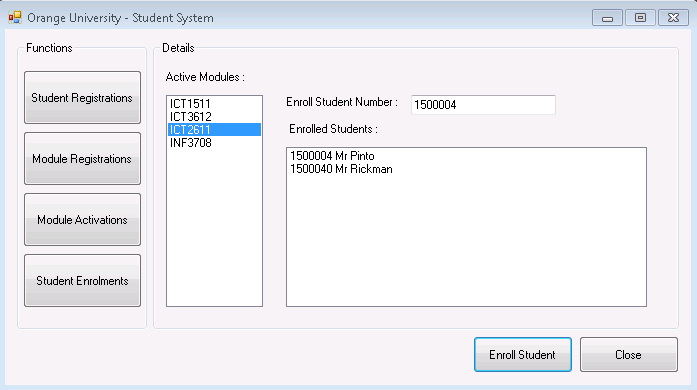 Orange University - Student System
Functions
Student Registrations
Module Registrations
Module Activations
Student Enrolments
Details
Active Modules :
ICT1511
ICT3612
ICT2611
INF3708
Enroll Student Number : 1500004
Enrolled Students :
1500004 Mr Pinto
1500040 Mr Rickman
Enroll Student
Close